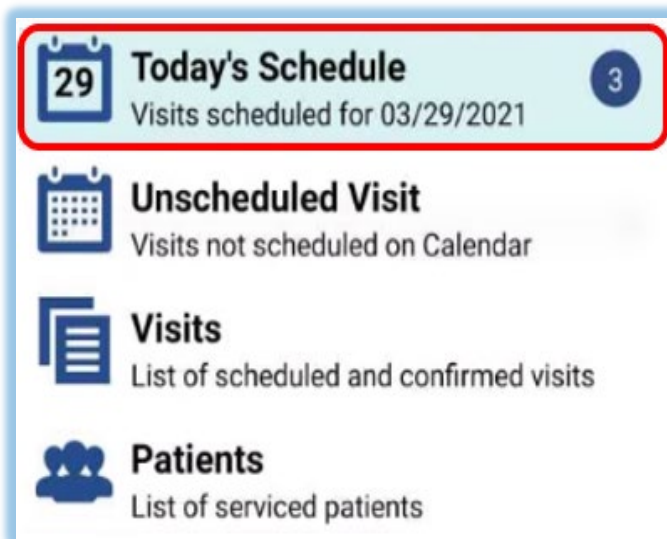 29
Today's Schedule
3
Visits scheduled for 03/29/2021
Unscheduled Visit
Visits not scheduled on Calendar
Visits
List of scheduled and confirmed visits
Patients
List of serviced patients